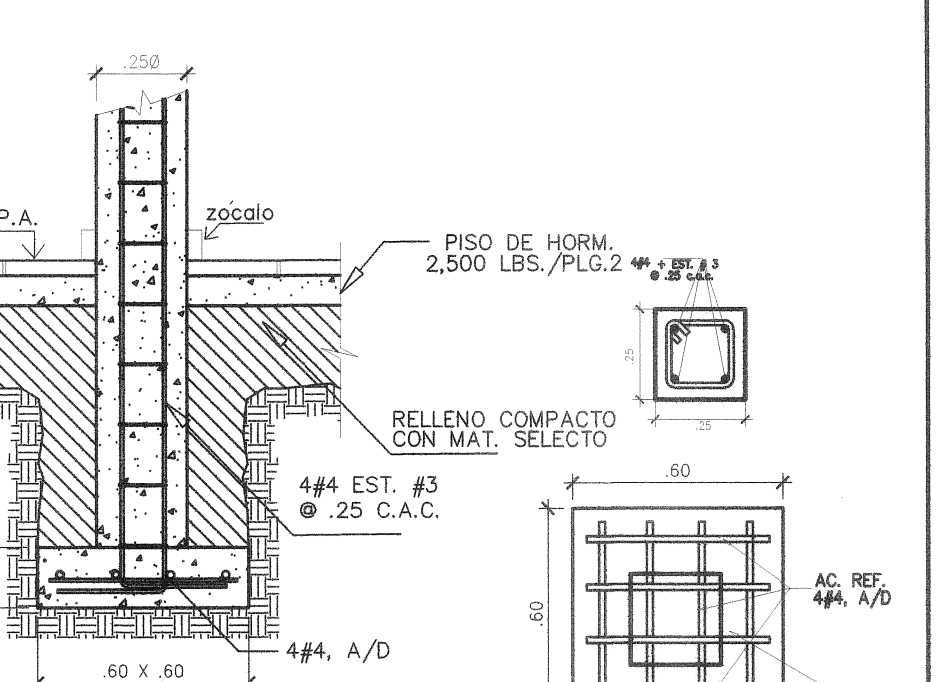 .25Ø
P.A.
zócalo
PISO DE HORM.
2,500 LBS./PLG.2
4#4 + EST. # 3
@ .25 c.a.c.
.25
.25
RELLENO COMPACTO
CON MAT. SELECTO
4#4 EST. #3
@ .25 C.A.C.
.60
.60
AC. REF.
4#4, A/D
4#4, A/D
.60 X .60